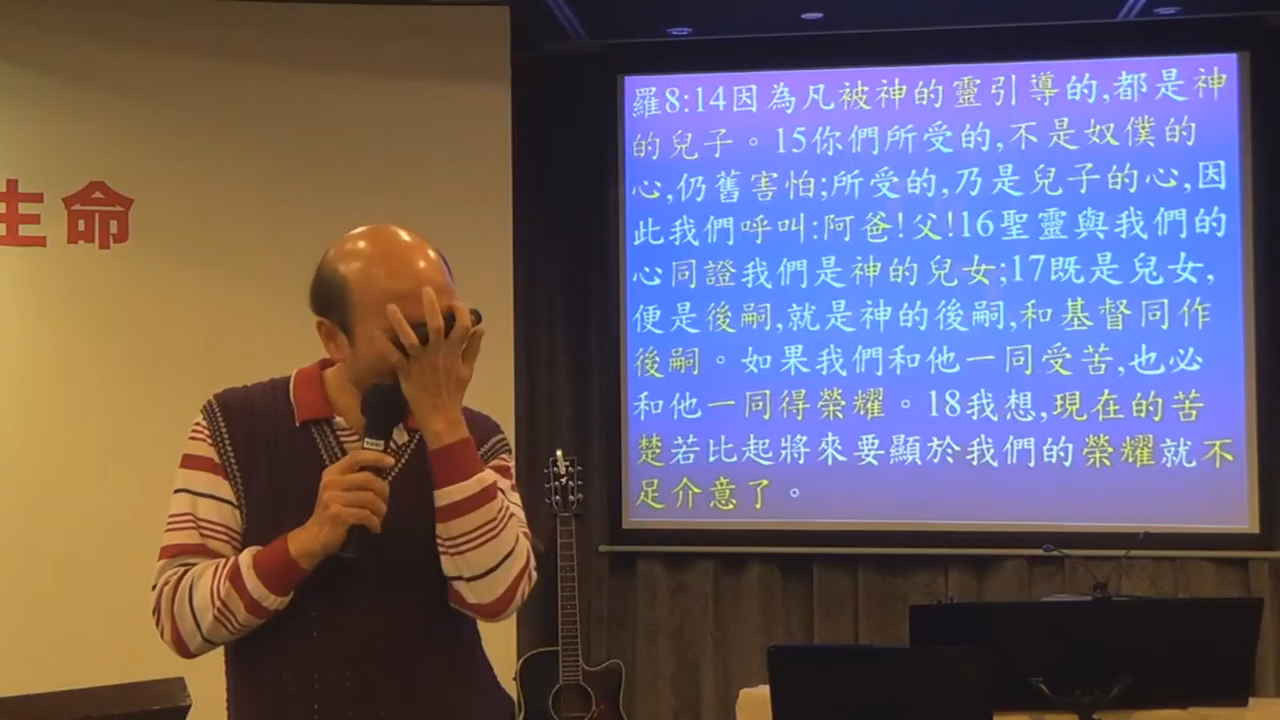 生命
羅8:14因為凡被神的靈引導的,都是神
的兒子。15你們所受的,不是奴僕的
心,仍舊害怕;所受的,乃是兒子的心,因
此我們呼叫:阿爸!父!16聖靈與我們的
心同證我們是神的兒女;17既是兒女,
便是後嗣,就是神的後嗣,和基督同作
後嗣。如果我們和他一同受苦,也必
和他一同得榮耀。18我想,現在的苦
楚若比起將來要顯於我們的榮耀就不
足介意了。